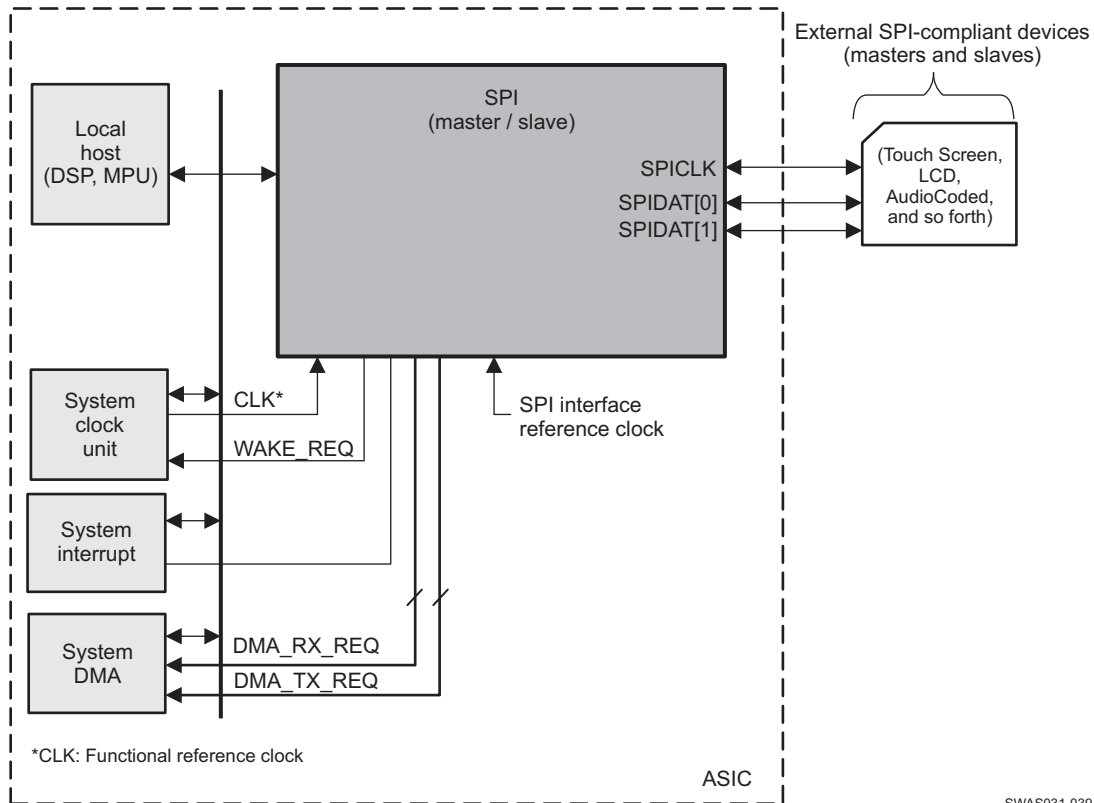 External SPI-compliant devices
(masters and slaves)
SPI
(master / slave)
Local
host
(DSP, MPU)
SPICLK
SPIDAT[0]
SPIDAT[1]
(Touch Screen,
LCD,
AudioCoded,
and so forth)
System
clock
unit
CLK*
WAKE_REQ
SPI interface
reference clock
System
interrupt
System
DMA
DMA_RX_REQ
DMA_TX_REQ
*CLK: Functional reference clock
ASIC
SWAS031-039